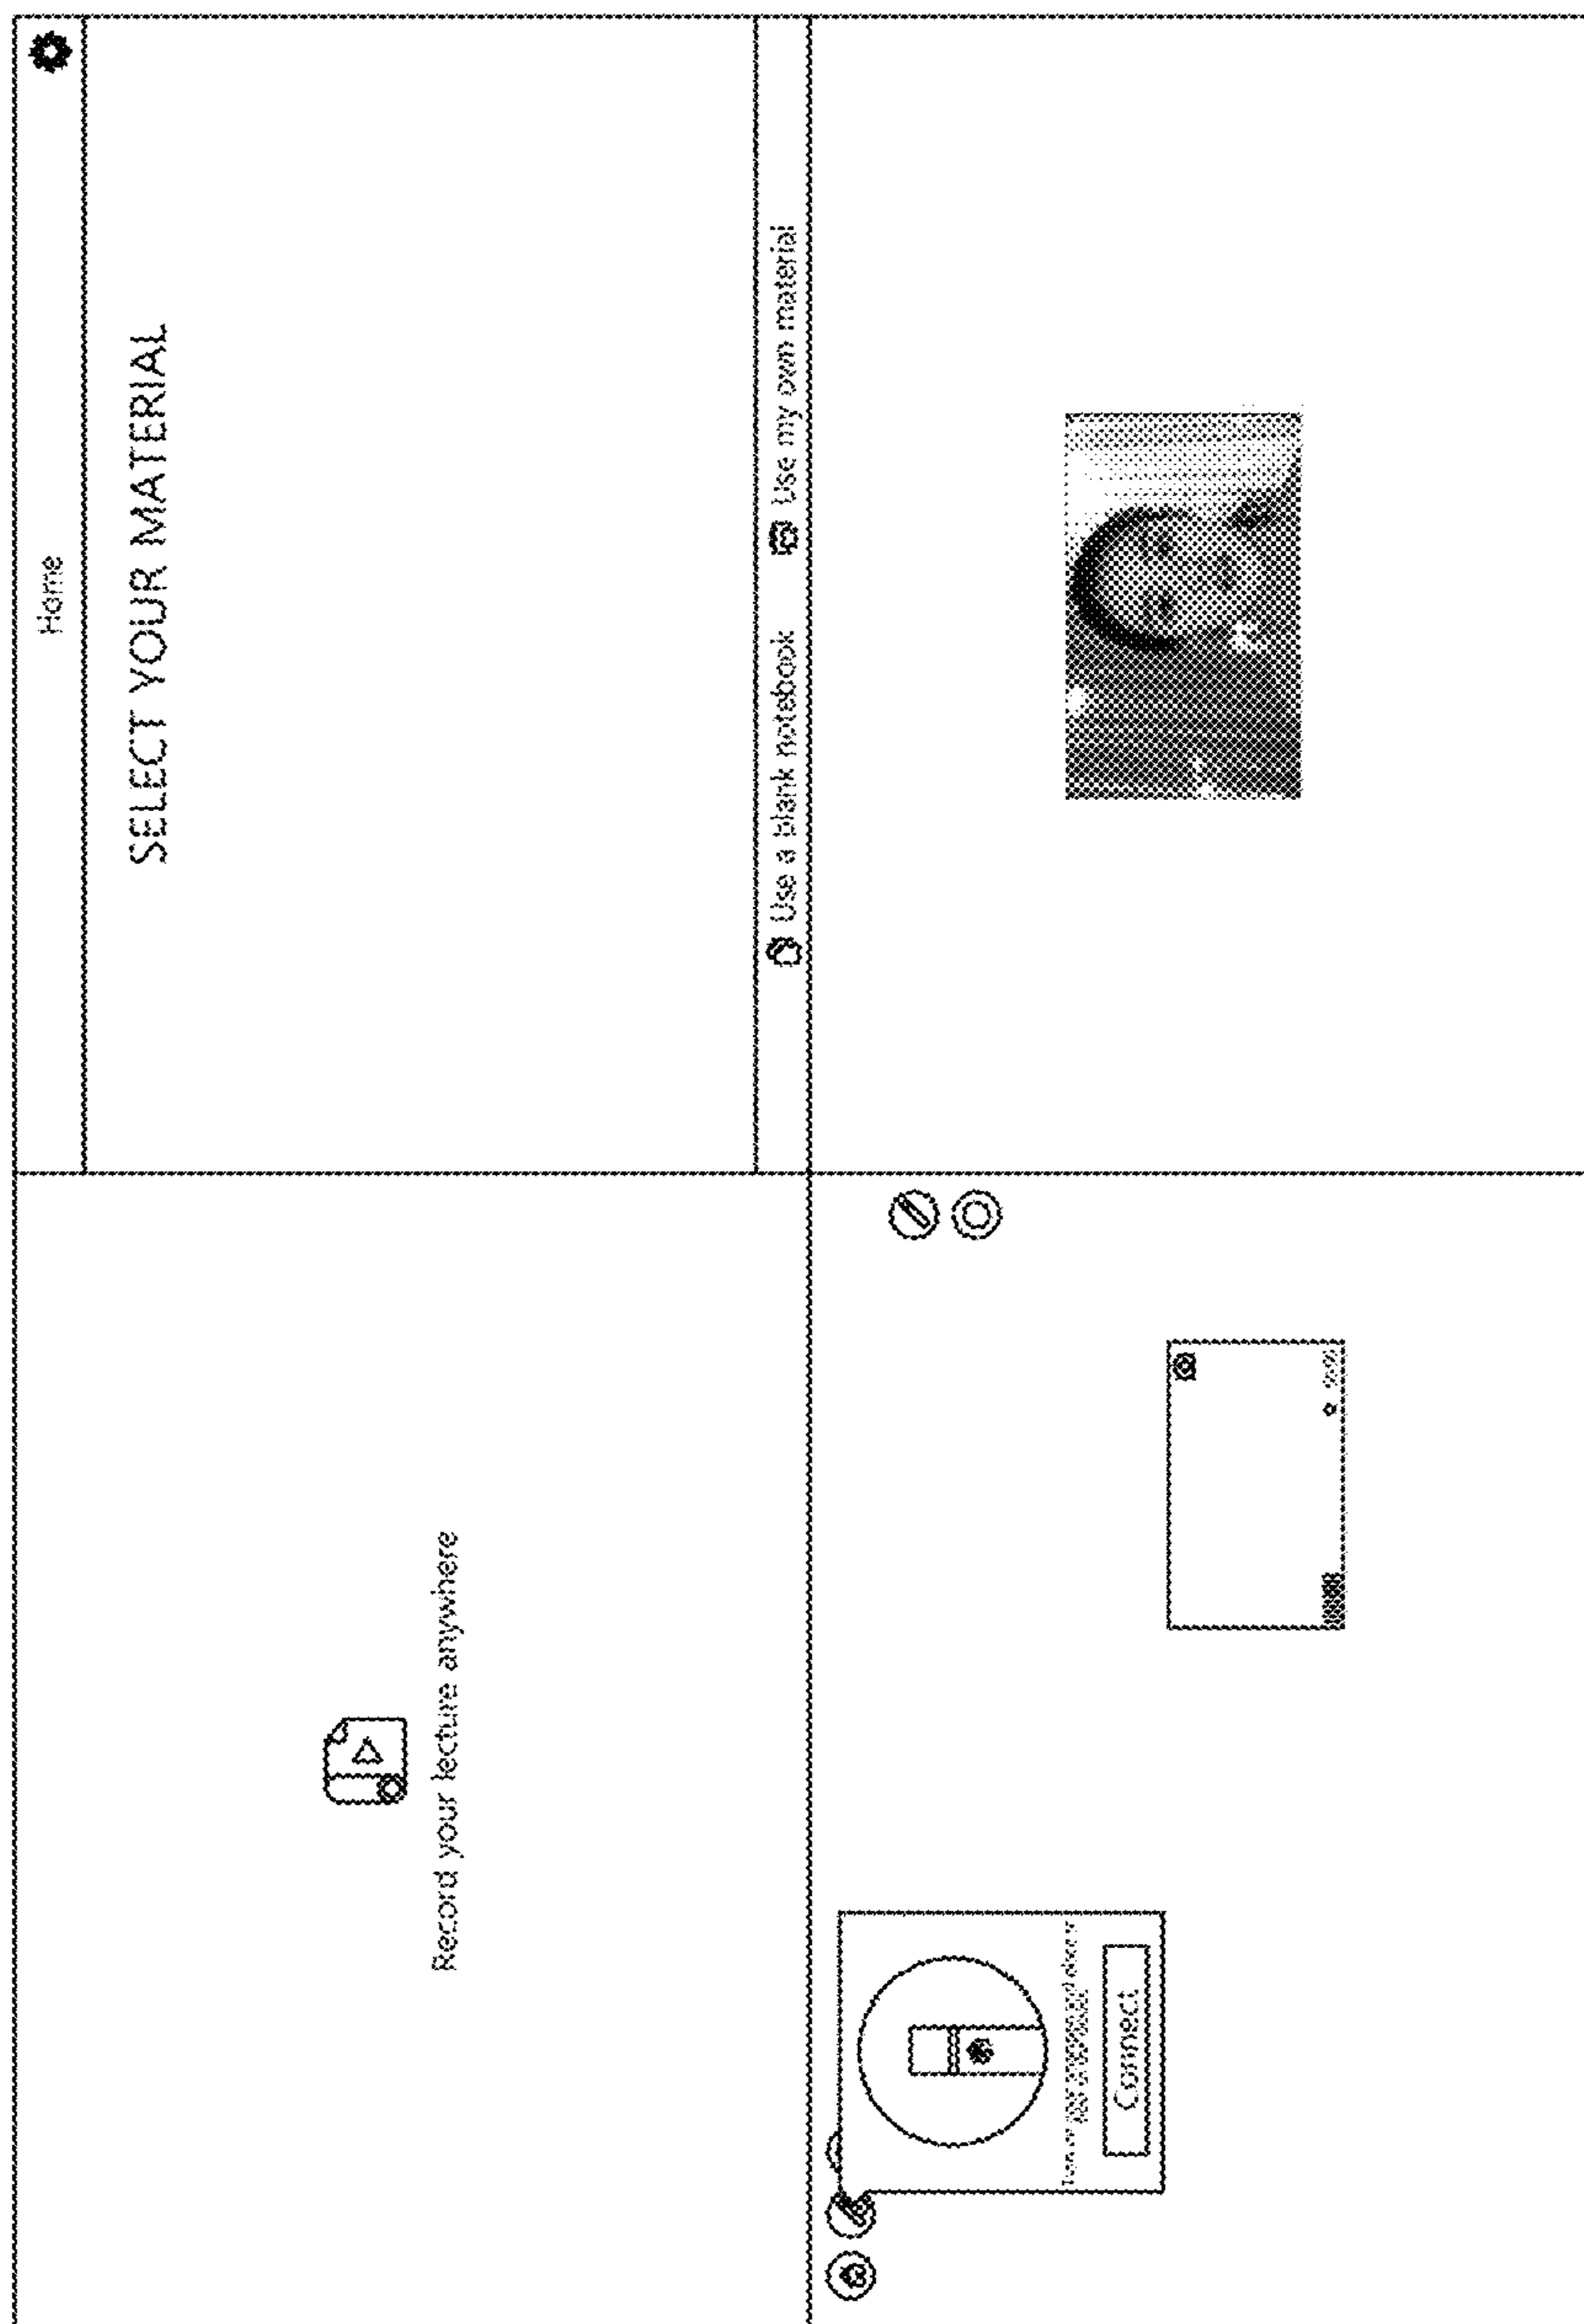 Record your lecture anywhere
Home
SELECT YOUR MATERIAL
Use a blank notebook
Use my own material
Connect